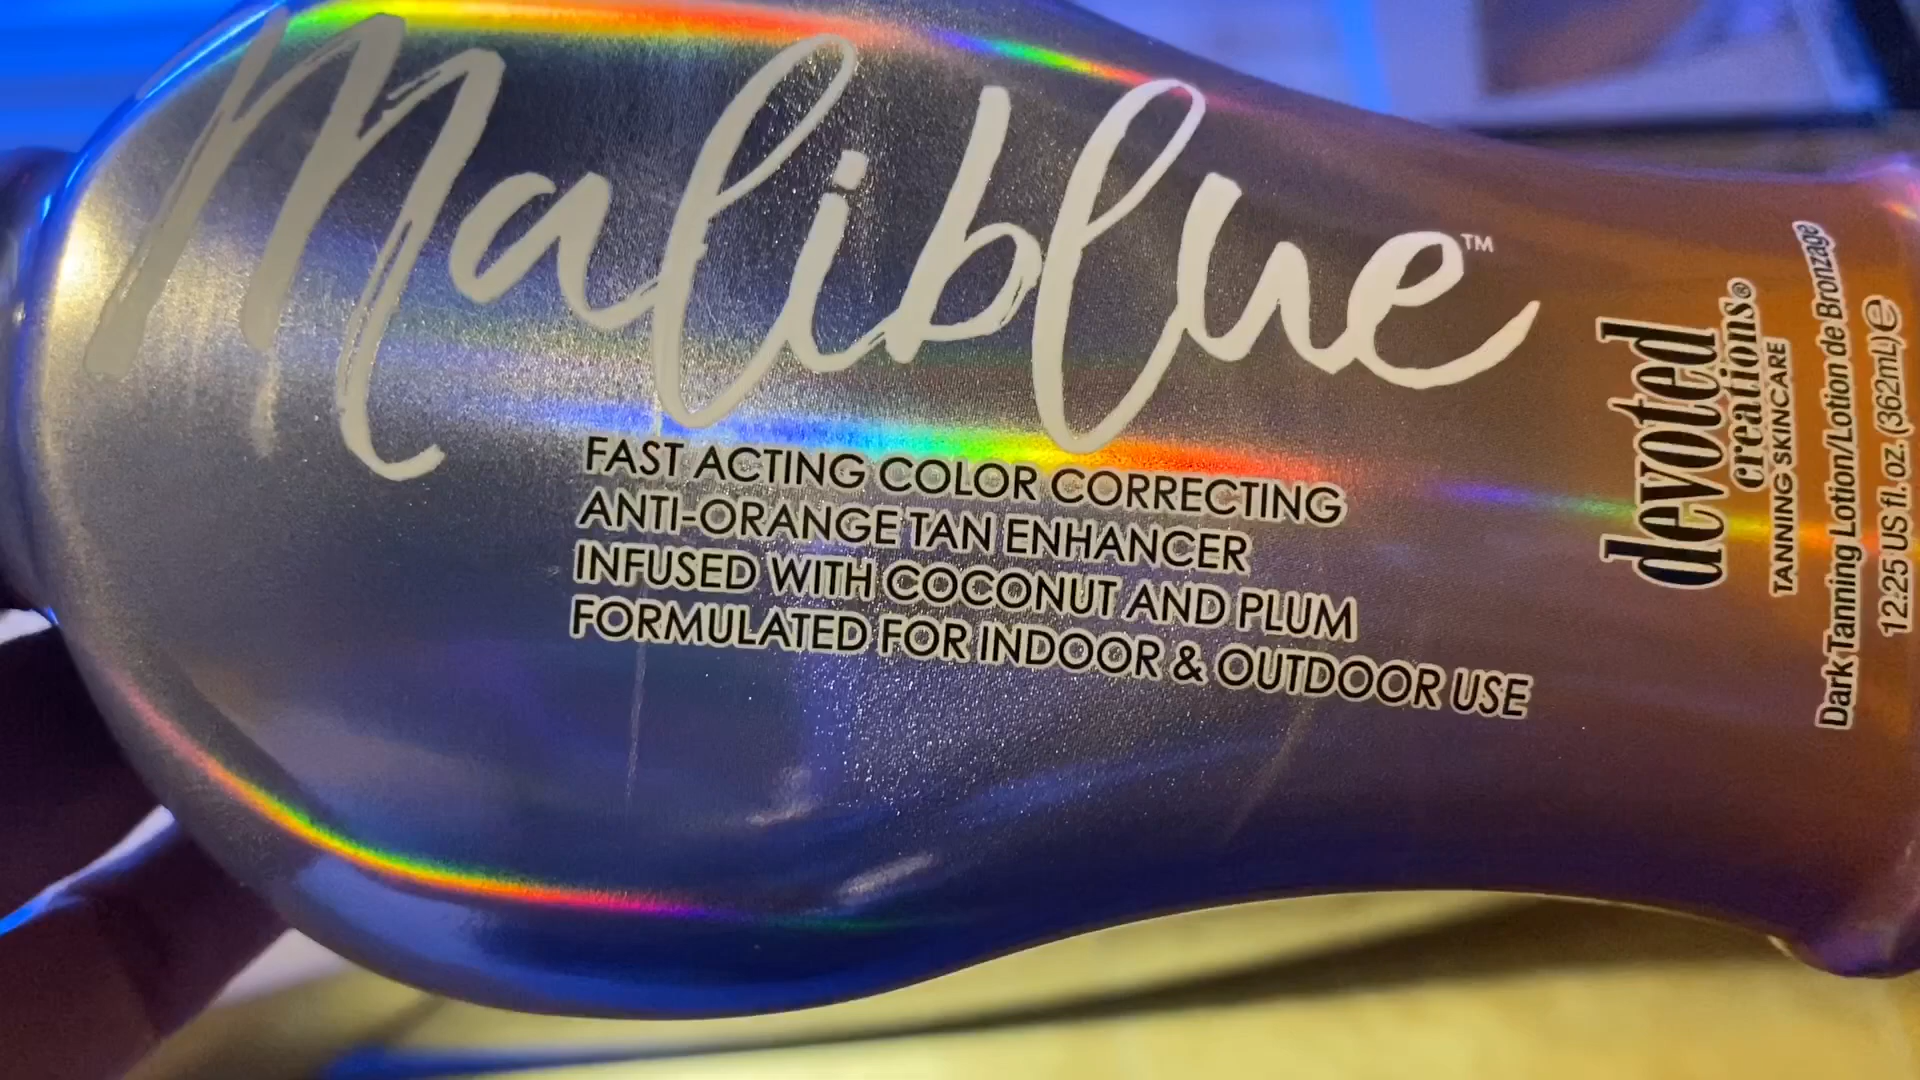 Maliblue™
FAST ACTING COLOR CORRECTING
ANTI-ORANGE TAN ENHANCER
INFUSED WITH COCONUT AND PLUM
FORMULATED FOR INDOOR & OUTDOOR USE
devoted
creations®
TANNING SKINCARE
Dark Tanning Lotion/Lotion de Bronzage
12.25 US fl. oz. (362mL) ℮